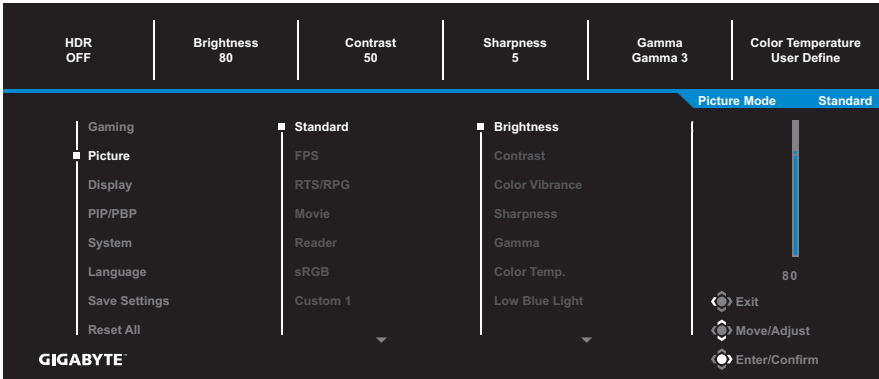 HDR
OFF
Brightness
80
Contrast
50
Sharpness
5
Gamma
Gamma 3
Color Temperature
User Define
Picture Mode Standard
Gaming
Picture
Display
PIP/PBP
System
Language
Save Settings
Reset All
Standard
FPS
RTS/RPG
Movie
Reader
sRGB
Custom 1
Brightness
Contrast
Color Vibrance
Sharpness
Gamma
Color Temp.
Low Blue Light
80
Exit
Move/Adjust
Enter/Confirm
GIGABYTE